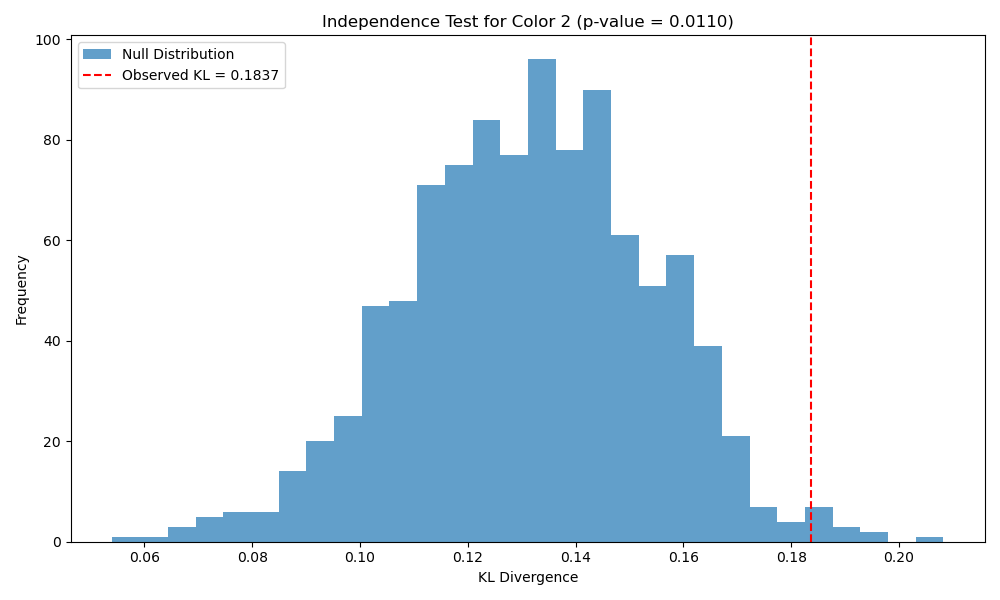 Independence Test for Color 2 (p-value = 0.0110)
Null Distribution
Observed KL = 0.1837
100
80
60
40
20
0
Frequency
0.06 0.08 0.10 0.12 0.14 0.16 0.18 0.20
KL Divergence